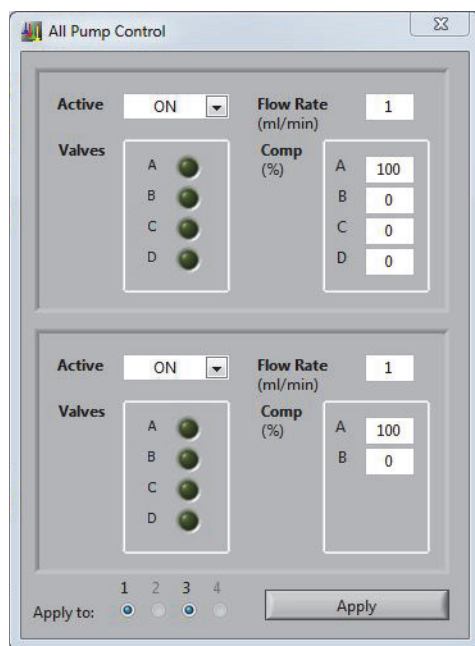 All Pump Control
Active ON Flow Rate 1
(ml/min)
Valves Comp
(%)
A A 100
B B 0
C C 0
D D 0
Active ON Flow Rate 1
(ml/min)
Valves Comp
(%)
A A 100
B B 0
C
D
1 2 3 4
Apply to: Apply